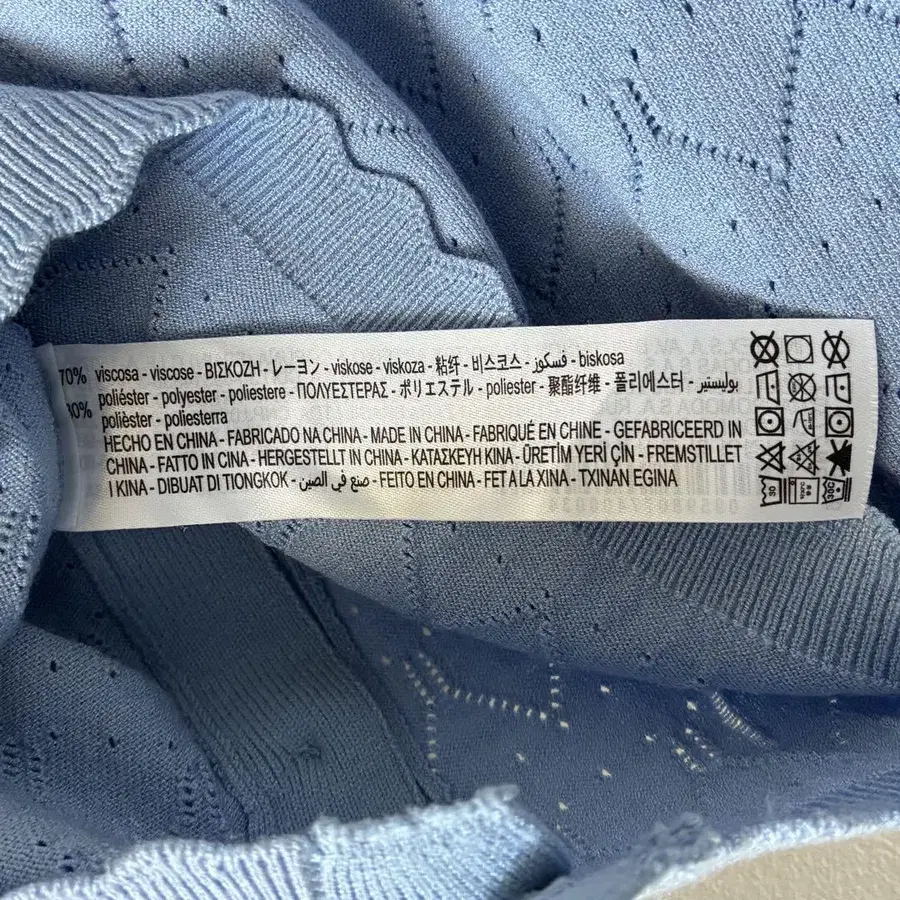 70% viscosa - viscose - ΒΙΣΚΟΖΗ - レーヨン - viskose - viskoza - 粘纤 - 비스코스 - فسكوز - biskosa
30% poliéster - polyester - poliestere - ΠΟΛΥΕΣΤΕΡΑΣ - ポリエステル - poliester - 聚酯纤维 - 폴리에스터 - بوليستير -
polièster - poliesterra
HECHO EN CHINA - FABRICADO NA CHINA - MADE IN CHINA - FABRIQUÉ EN CHINE - GEFABRICEERD IN
CHINA - FATTO IN CINA - HERGESTELLT IN CHINA - ΚΑΤΑΣΚΕΥΗ ΚΙΝΑ - ÜRETİM YERİ ÇİN - FREMSTILLET
I KINA - DIBUAT DI TIONGKOK - صنع في الصين - FEITO EN CHINA - FET A LA XINA - TXINAN EGINA